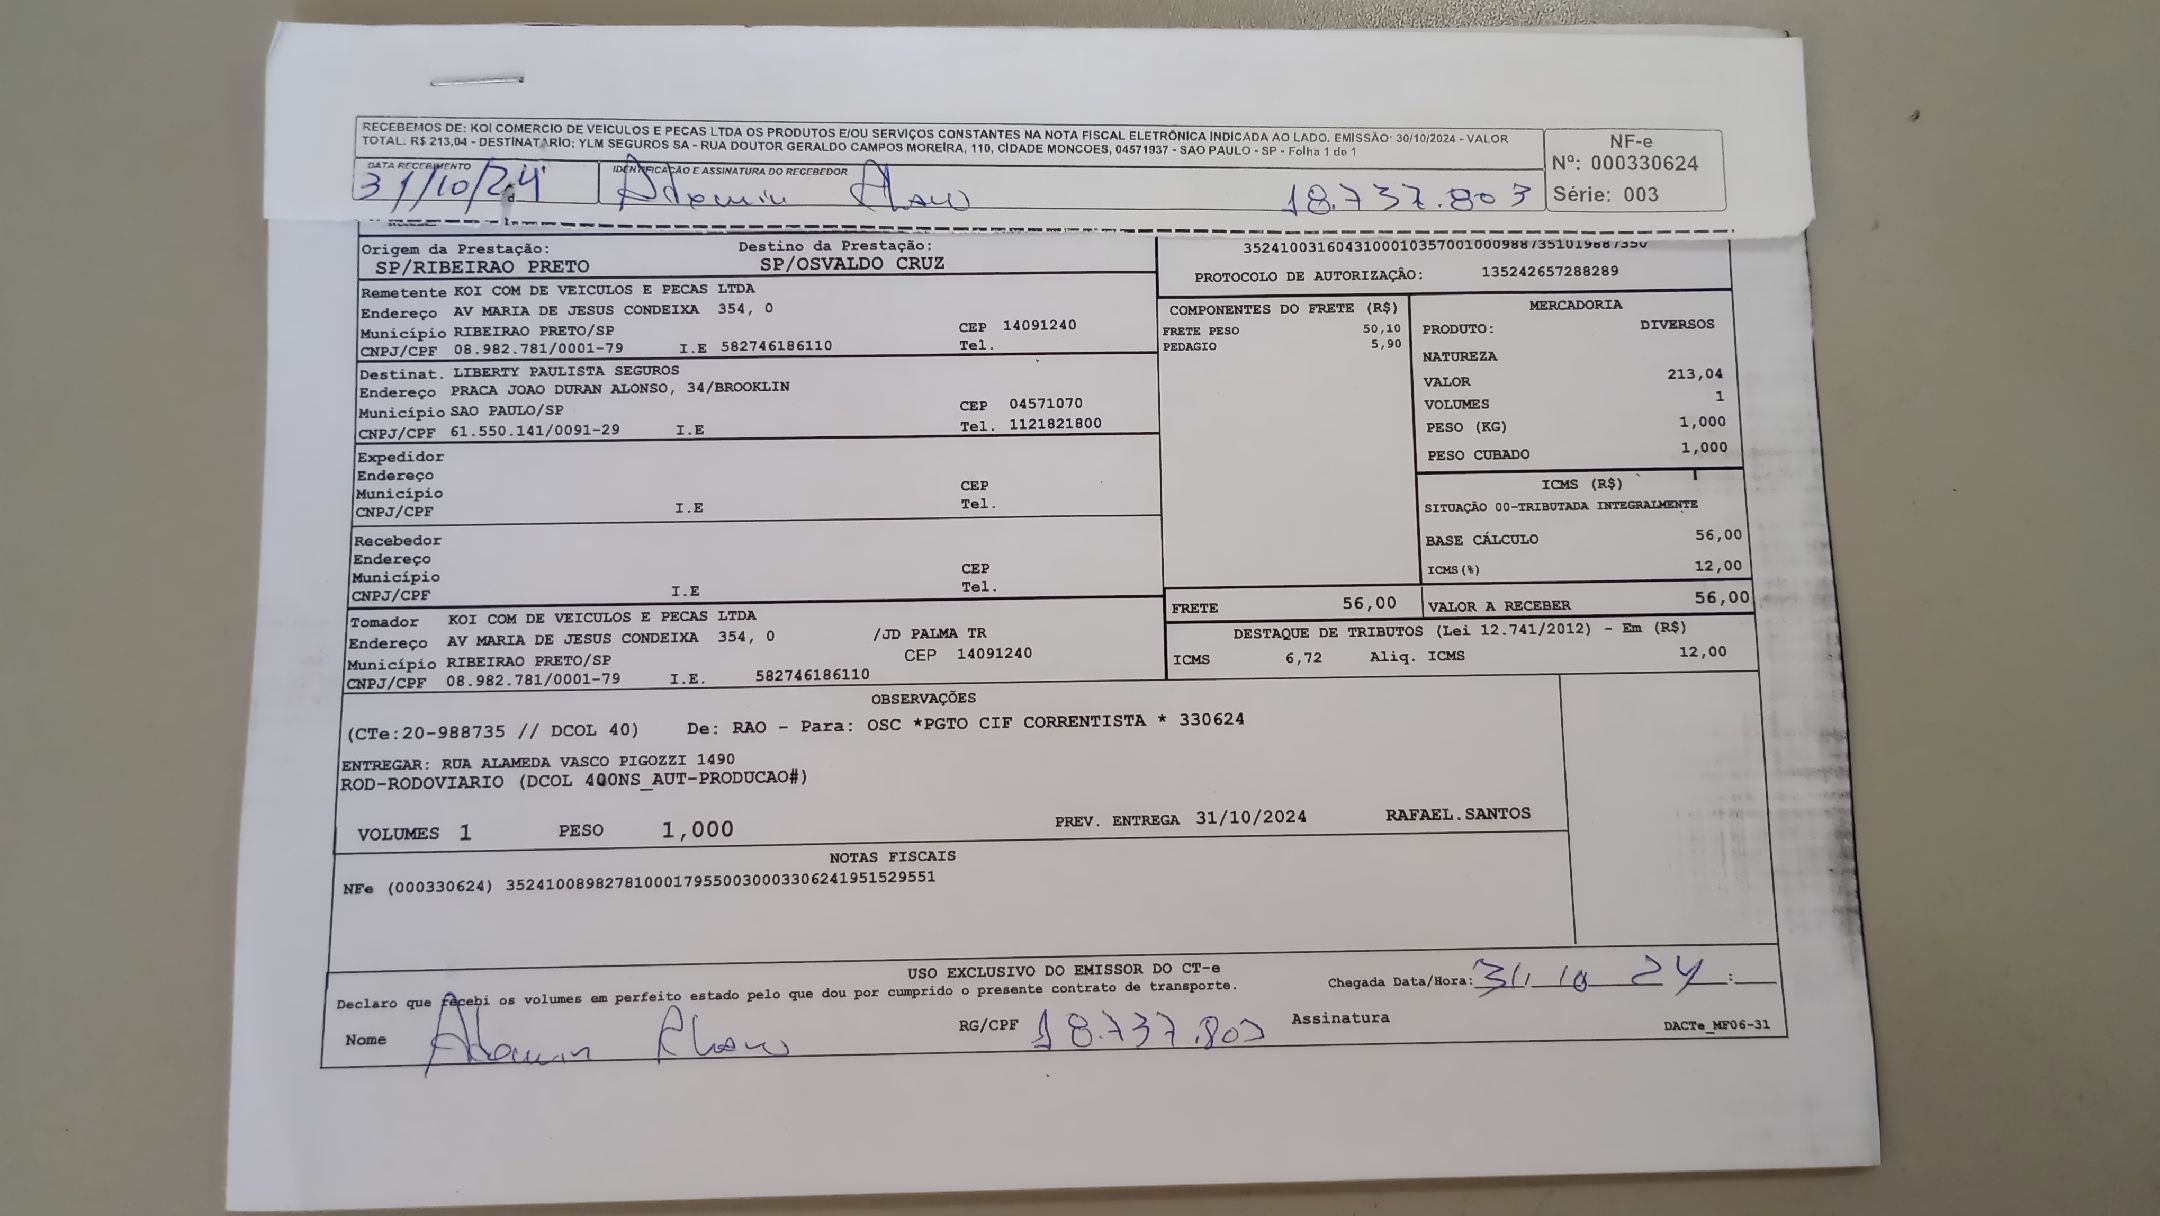 RECEBEMOS DE: KOI COMERCIO DE VEICULOS E PECAS LTDA OS PRODUTOS E/OU SERVIÇOS CONSTANTES NA NOTA FISCAL ELETRÔNICA INDICADA AO LADO. EMISSÃO: 30/10/2024 - VALOR
TOTAL: R$ 213,04 - DESTINATÁRIO: YLM SEGUROS SA - RUA DOUTOR GERALDO CAMPOS MOREIRA, 110, CIDADE MONCOES, 04571937 - SAO PAULO - SP - Folha 1 de 1
NF-e
Nº: 000330624
Série: 003
DATA RECEBIMENTO
IDENTIFICAÇÃO E ASSINATURA DO RECEBEDOR
31/10/24 18.737.803
Origem da Prestação: Destino da Prestação:
SP/RIBEIRAO PRETO SP/OSVALDO CRUZ
PROTOCOLO DE AUTORIZAÇÃO: 135242657288289
Remetente KOI COM DE VEICULOS E PECAS LTDA
Endereço AV MARIA DE JESUS CONDEIXA 354, 0
Município RIBEIRAO PRETO/SP CEP 14091240
CNPJ/CPF 08.982.781/0001-79 I.E 582746186110 Tel.
Destinat. LIBERTY PAULISTA SEGUROS
Endereço PRACA JOAO DURAN ALONSO, 34/BROOKLIN
Município SAO PAULO/SP CEP 04571070
CNPJ/CPF 61.550.141/0091-29 I.E Tel. 1121821800
Expedidor
Endereço
Município CEP
CNPJ/CPF I.E Tel.
Recebedor
Endereço
Município CEP
CNPJ/CPF I.E Tel.
Tomador KOI COM DE VEICULOS E PECAS LTDA
Endereço AV MARIA DE JESUS CONDEIXA 354, 0 /JD PALMA TR
Município RIBEIRAO PRETO/SP CEP 14091240
CNPJ/CPF 08.982.781/0001-79 I.E. 582746186110
COMPONENTES DO FRETE (R$)
FRETE PESO 50,10
PEDAGIO 5,90
MERCADORIA
PRODUTO: DIVERSOS
NATUREZA
VALOR 213,04
VOLUMES 1
PESO (KG) 1,000
PESO CUBADO 1,000
ICMS (R$)
SITUAÇÃO 00-TRIBUTADA INTEGRALMENTE
BASE CÁLCULO 56,00
ICMS(%) 12,00
FRETE 56,00 VALOR A RECEBER 56,00
DESTAQUE DE TRIBUTOS (Lei 12.741/2012) - Em (R$)
ICMS 6,72 Aliq. ICMS 12,00
OBSERVAÇÕES
(CTe:20-988735 // DCOL 40) De: RAO - Para: OSC *PGTO CIF CORRENTISTA * 330624
ENTREGAR: RUA ALAMEDA VASCO PIGOZZI 1490
ROD-RODOVIARIO (DCOL 400NS_AUT-PRODUCAO#)
VOLUMES 1 PESO 1,000 PREV. ENTREGA 31/10/2024 RAFAEL.SANTOS
NOTAS FISCAIS
NFe (000330624) 35241008982781000179550030003306241951529551
USO EXCLUSIVO DO EMISSOR DO CT-e
Declaro que recebi os volumes em perfeito estado pelo que dou por cumprido o presente contrato de transporte.
Chegada Data/Hora: 31/10 24 :
Nome RG/CPF 18.737.803 Assinatura
DACTe_MF06-31